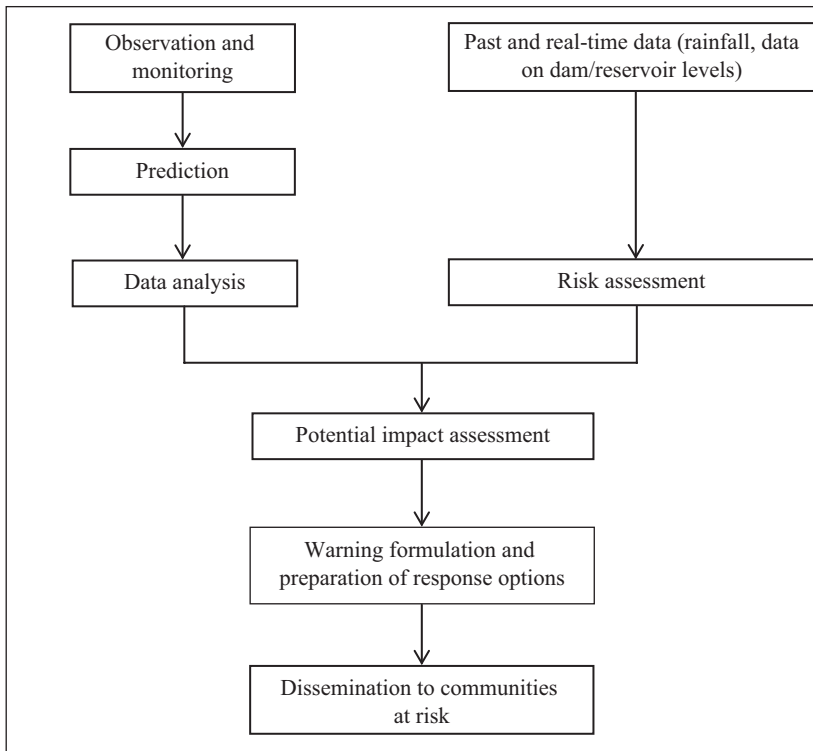 Observation and
monitoring
Past and real-time data (rainfall, data
on dam/reservoir levels)
Prediction
Data analysis
Risk assessment
Potential impact assessment
Warning formulation and
preparation of response options
Dissemination to communities
at risk